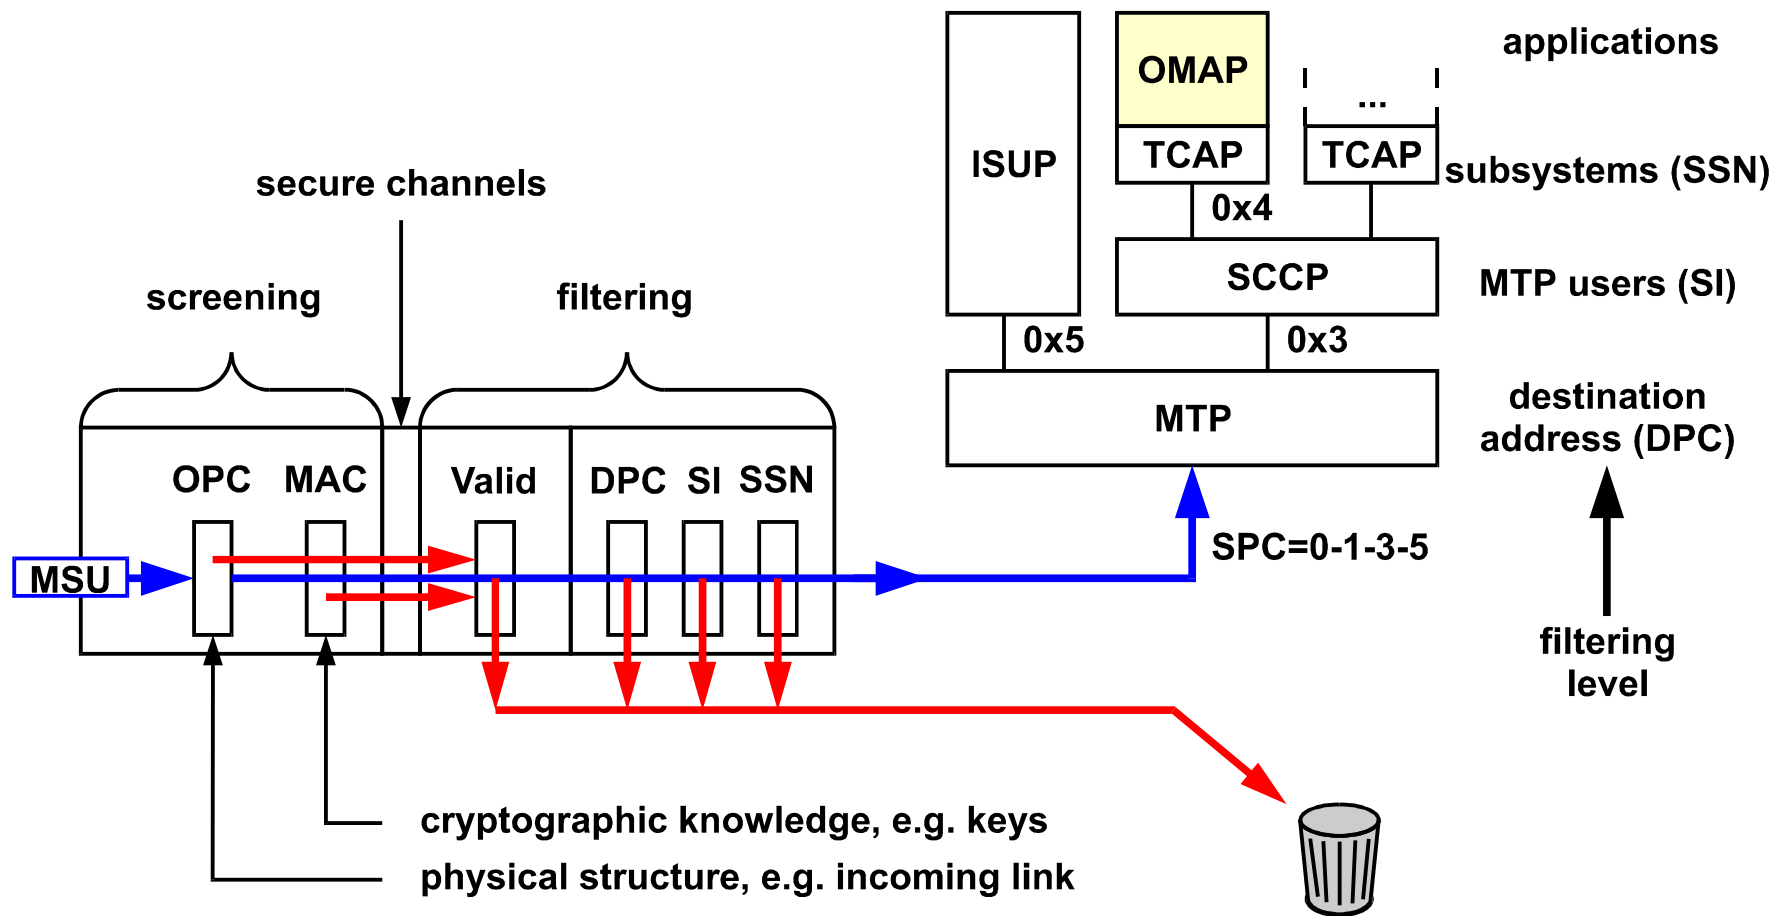 applications
OMAP
...
ISUP
TCAP
TCAP
subsystems (SSN)
secure channels
0x4
SCCP
MTP users (SI)
screening
filtering
0x5
0x3
MTP
destination
address (DPC)
OPC
MAC
Valid
DPC
SI
SSN
SPC=0-1-3-5
MSU
filtering
level
cryptographic knowledge, e.g. keys
physical structure, e.g. incoming link